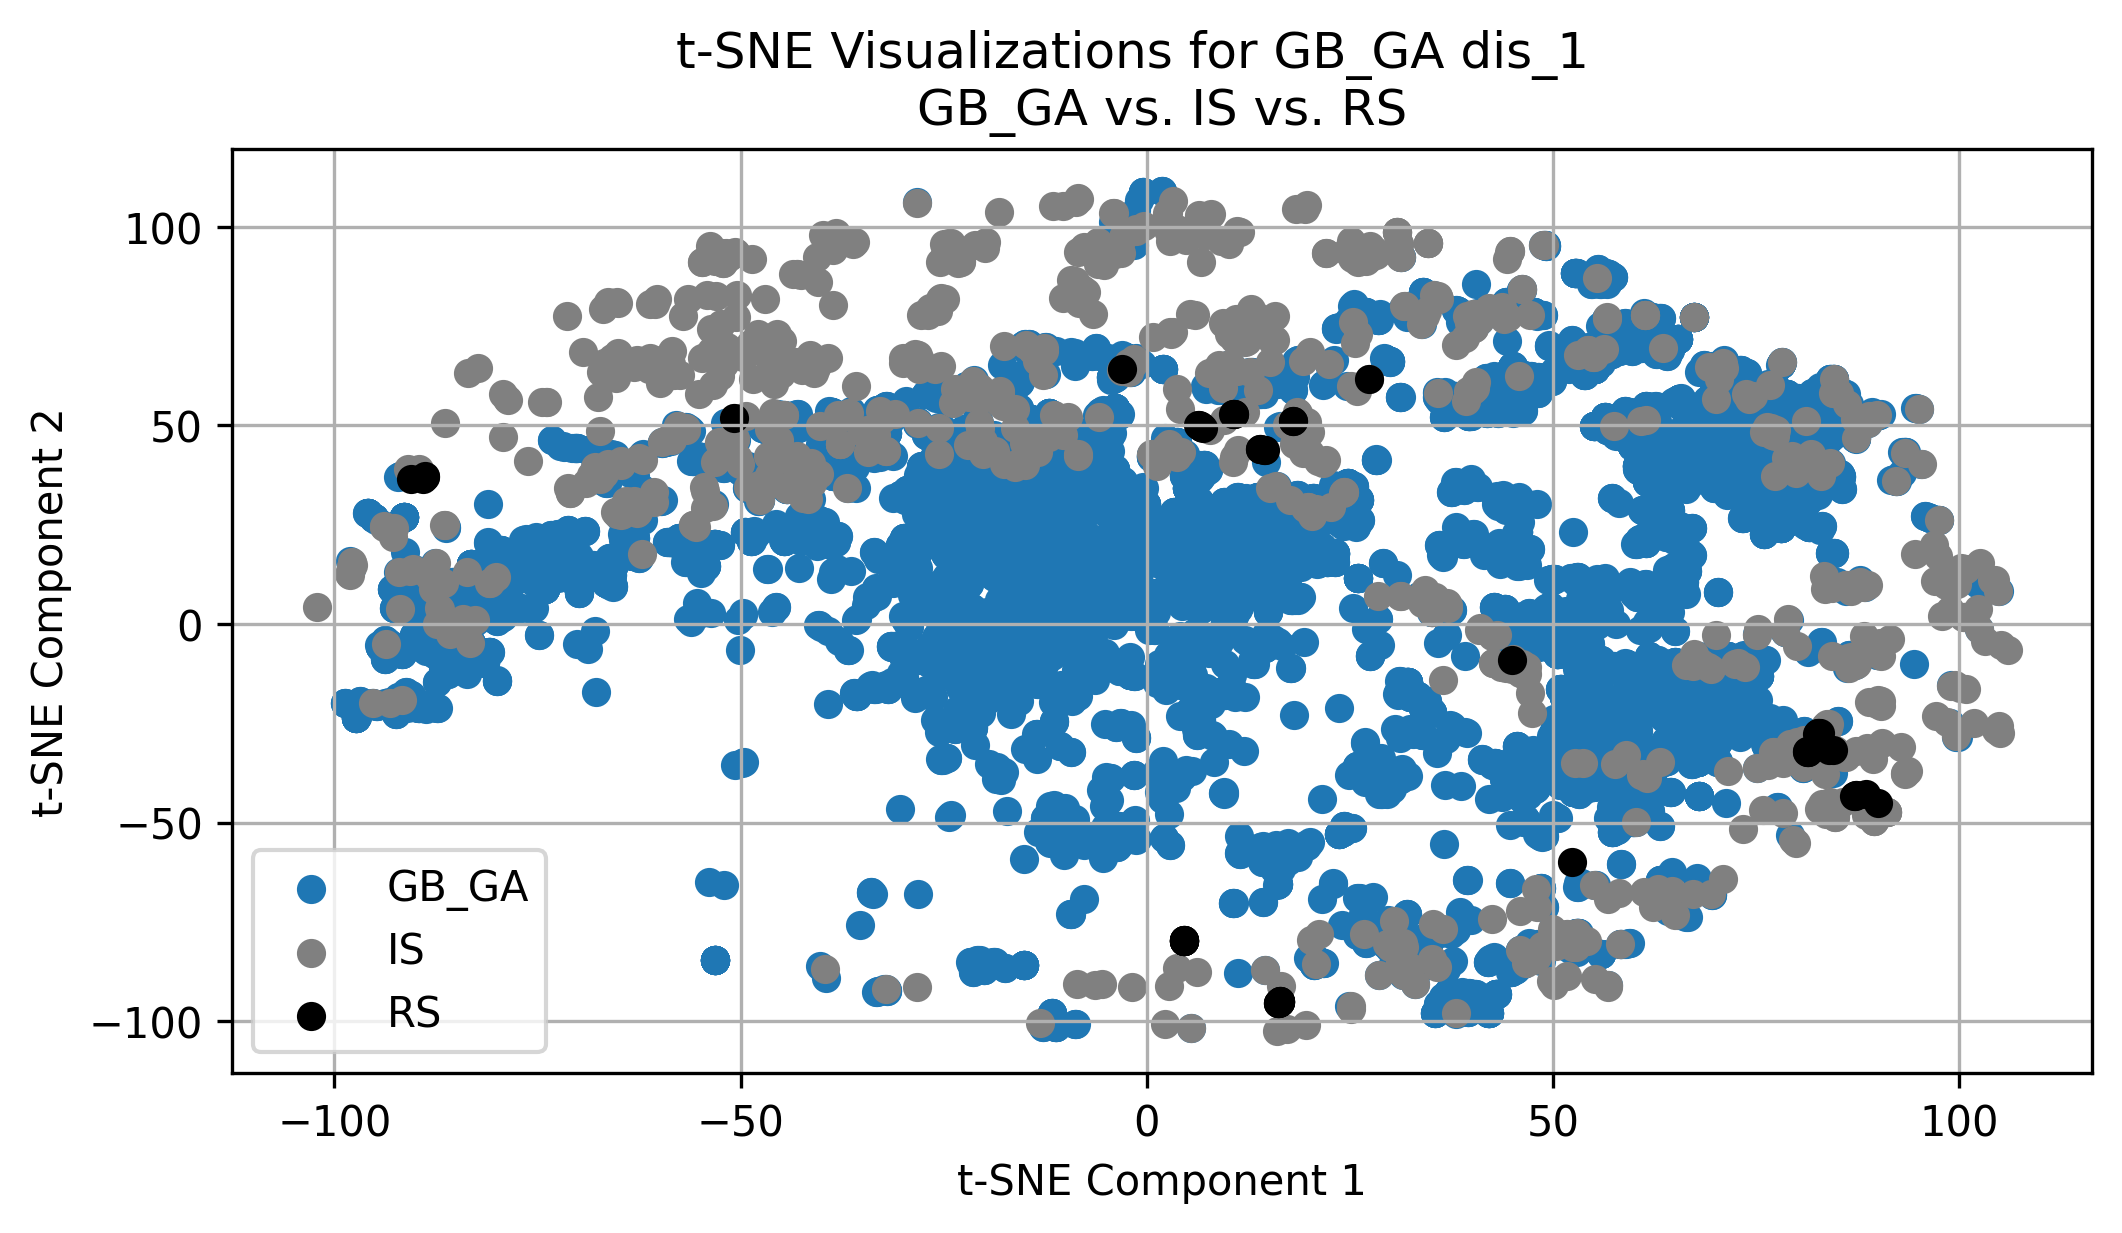 t-SNE Visualizations for GB_GA dis_1
GB_GA vs. IS vs. RS
t-SNE Component 2
100
50
0
−50
−100
GB_GA
IS
RS
−100
−50
0
50
100
t-SNE Component 1